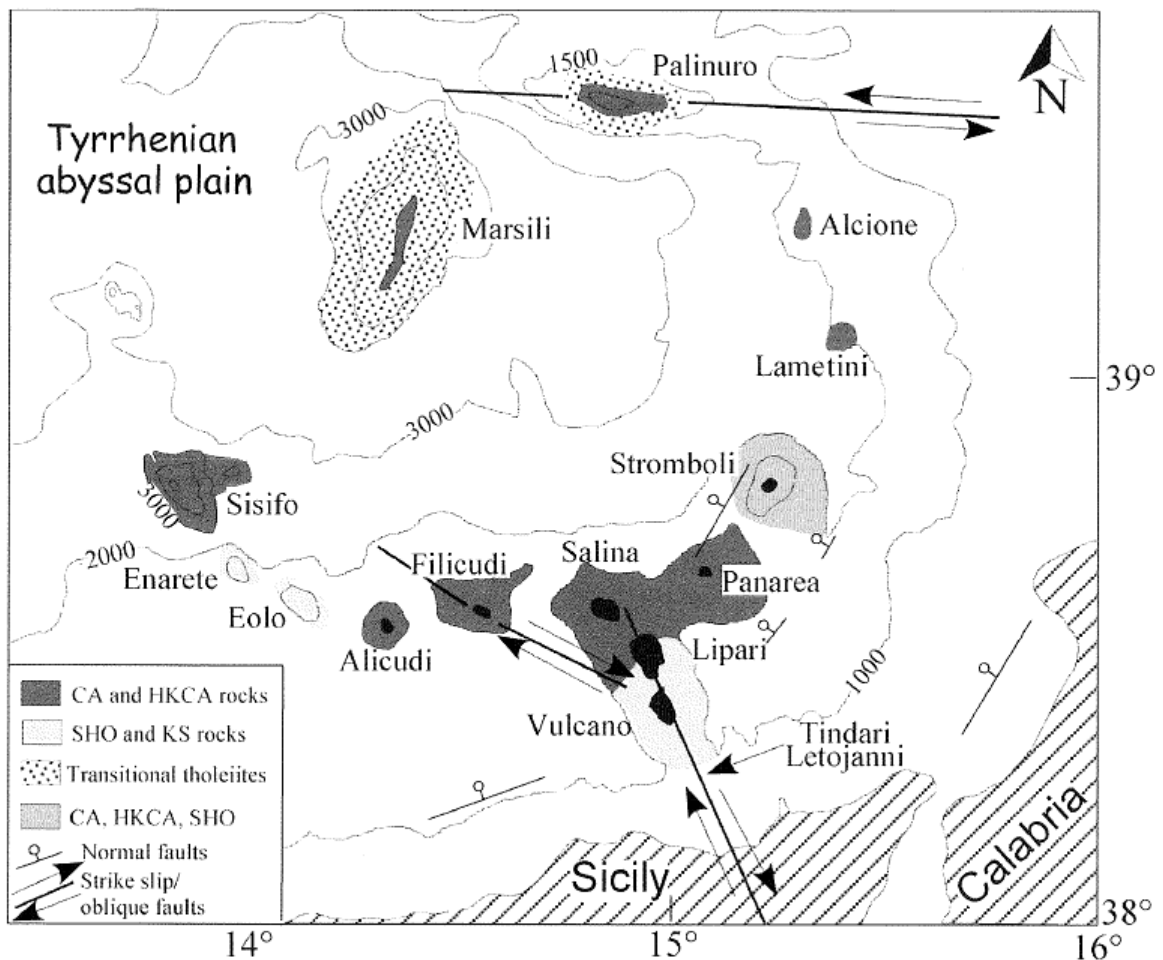 1500
Palinuro
N
3000
Tyrrhenian
abyssal plain
Marsili
Alcione
Lametini
39°
3000
Stromboli
Sisifo
3000
2000
Enarete
Filicudi
Salina
Panarea
Eolo
Alicudi
Lipari
1000
Vulcano
Tindari
Letojanni
CA and HKCA rocks
SHO and KS rocks
Transitional tholeiites
CA, HKCA, SHO
Normal faults
Strike slip/
oblique faults
Sicily
Calabria
38°
14°
15°
16°